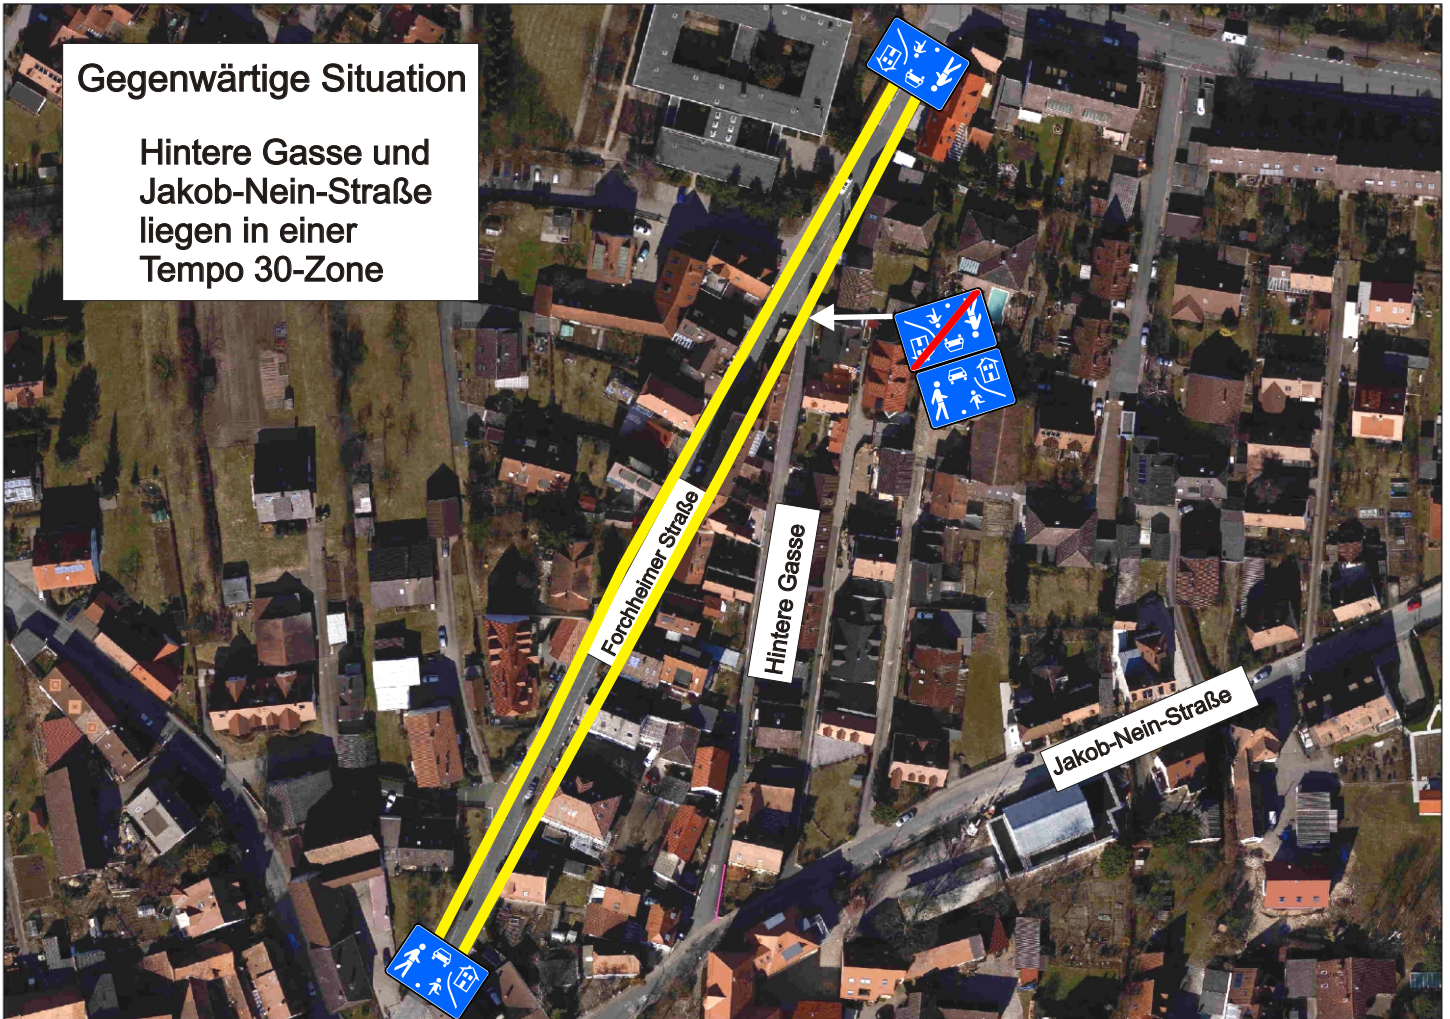 Gegenwärtige Situation
Hintere Gasse und
Jakob-Nein-Straße
liegen in einer
Tempo 30-Zone
Forchheimer Straße
Hintere Gasse
Jakob-Nein-Straße